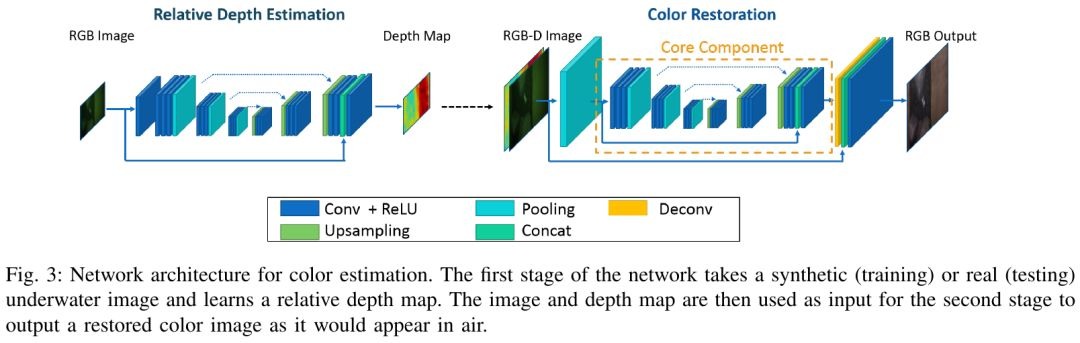 Relative Depth Estimation
Color Restoration
RGB Image
Depth Map
RGB-D Image
Core Component
RGB Output
Conv + ReLU
Pooling
Deconv
Upsampling
Concat
Fig. 3: Network architecture for color estimation. The first stage of the network takes a synthetic (training) or real (testing)
underwater image and learns a relative depth map. The image and depth map are then used as input for the second stage to
output a restored color image as it would appear in air.